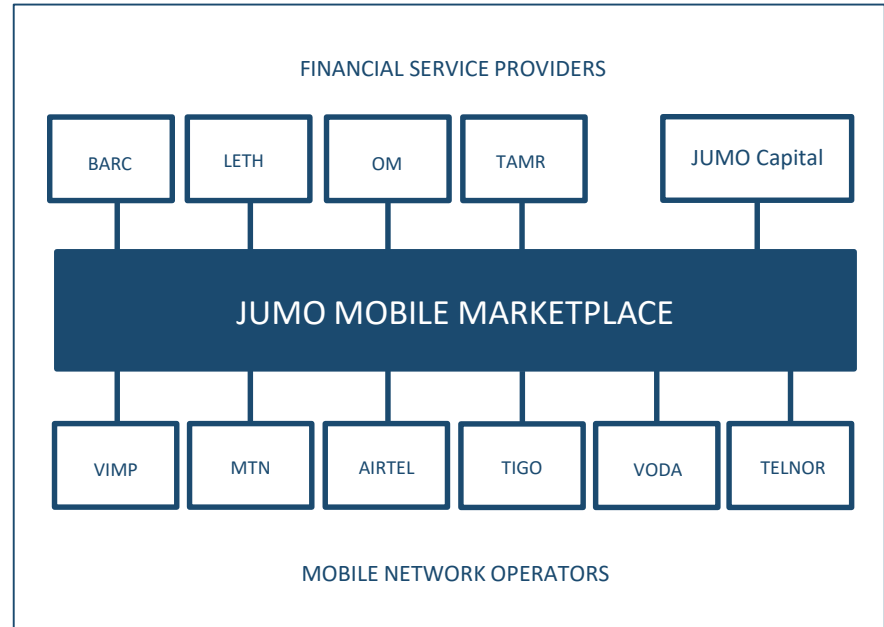 FINANCIAL SERVICE PROVIDERS
BARC
LETH
OM
TAMR
JUMO Capital
JUMO MOBILE MARKETPLACE
VIMP
MTN
AIRTEL
TIGO
VODA
TELNOR
MOBILE NETWORK OPERATORS